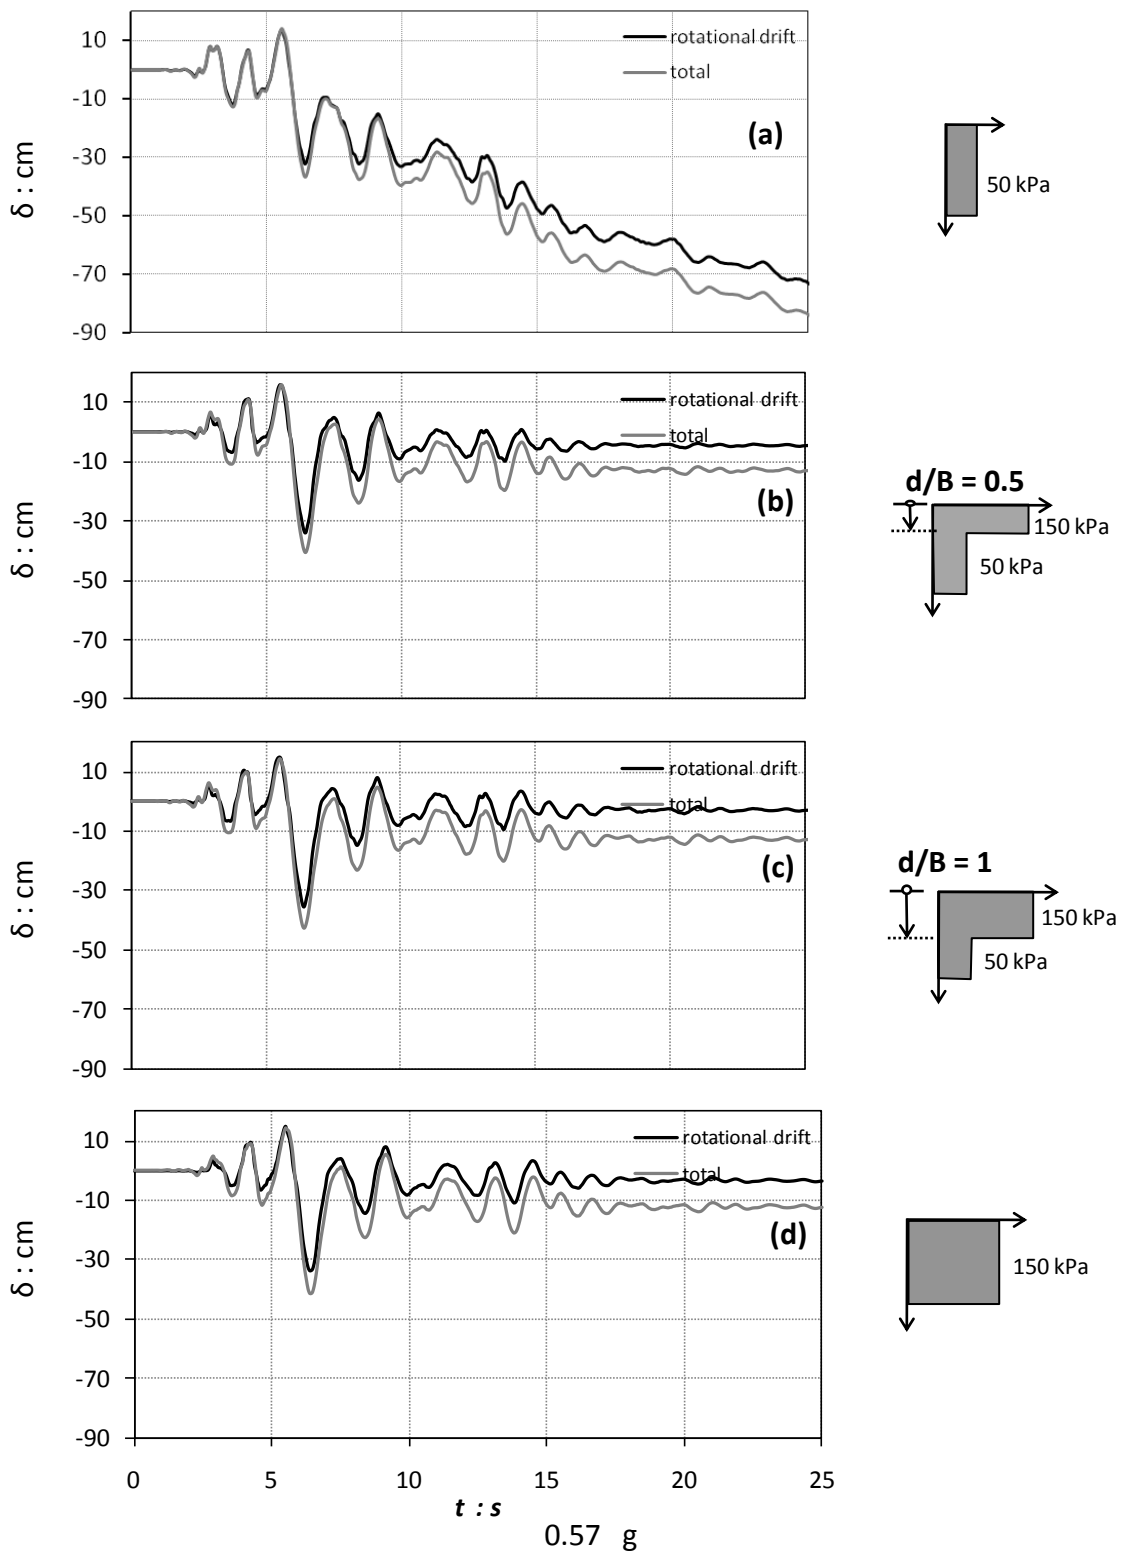 10
rotational drift
-10
total
-30
(a)
-50
50 kPa
-70
-90
δ : cm
10
rotational drift
-10
total
-30
(b)
-50
-70
-90
δ : cm
d/B = 0.5
150 kPa
50 kPa
10
rotational drift
-10
total
-30
(c)
-50
-70
-90
δ : cm
d/B = 1
150 kPa
50 kPa
10
rotational drift
-10
total
-30
(d)
-50
-70
-90
δ : cm
150 kPa
0 5 10 15 20 25
t : s
0.57 g